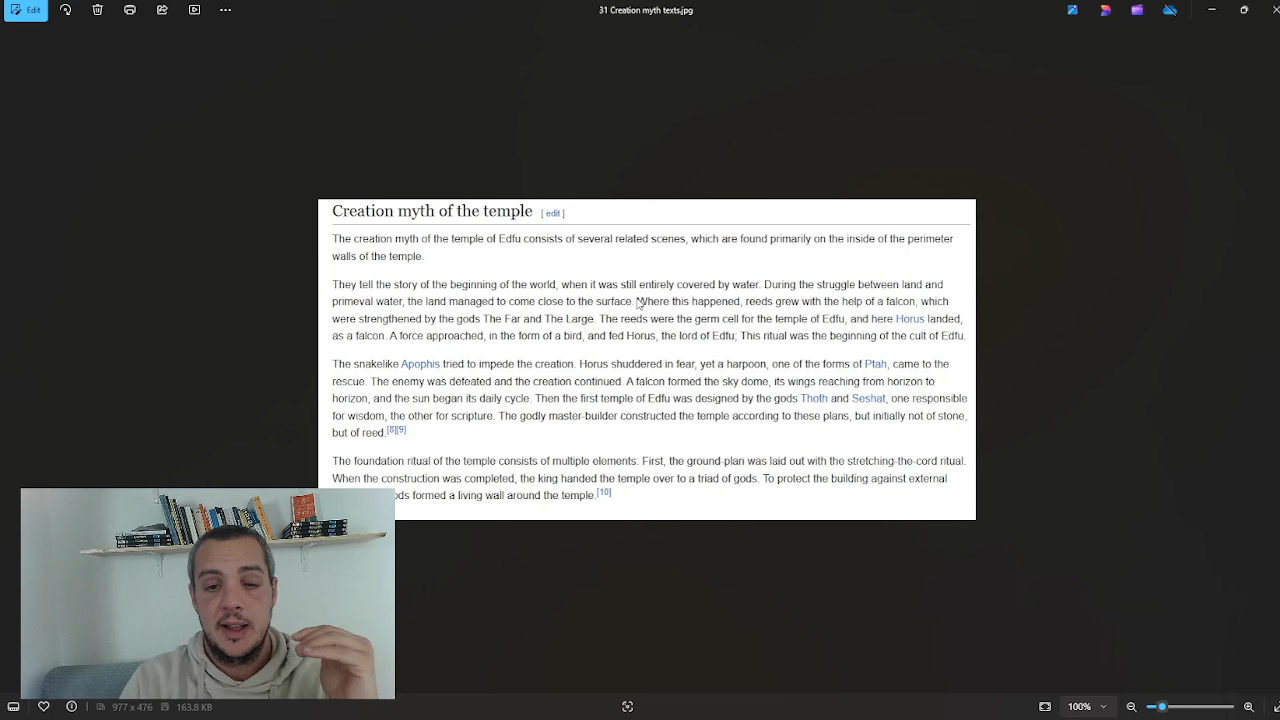 Edit
31 Creation myth texts.jpg
Creation myth of the temple [ edit ]
The creation myth of the temple of Edfu consists of several related scenes, which are found primarily on the inside of the perimeter
walls of the temple.
They tell the story of the beginning of the world, when it was still entirely covered by water. During the struggle between land and
primeval water, the land managed to come close to the surface. Where this happened, reeds grew with the help of a falcon, which
were strengthened by the gods The Far and The Large. The reeds were the germ cell for the temple of Edfu, and here Horus landed,
as a falcon. A force approached, in the form of a bird, and fed Horus, the lord of Edfu; This ritual was the beginning of the cult of Edfu.
The snakelike Apophis tried to impede the creation. Horus shuddered in fear, yet a harpoon, one of the forms of Ptah, came to the
rescue. The enemy was defeated and the creation continued. A falcon formed the sky dome, its wings reaching from horizon to
horizon, and the sun began its daily cycle. Then the first temple of Edfu was designed by the gods Thoth and Seshat, one responsible
for wisdom, the other for scripture. The godly master-builder constructed the temple according to these plans, but initially not of stone,
but of reed.[8][9]
The foundation ritual of the temple consists of multiple elements: First, the ground-plan was laid out with the stretching-the-cord ritual.
When the construction was completed, the king handed the temple over to a triad of gods. To protect the building against external
ods formed a living wall around the temple.[10]
977 x 476 163.8 KB
100%